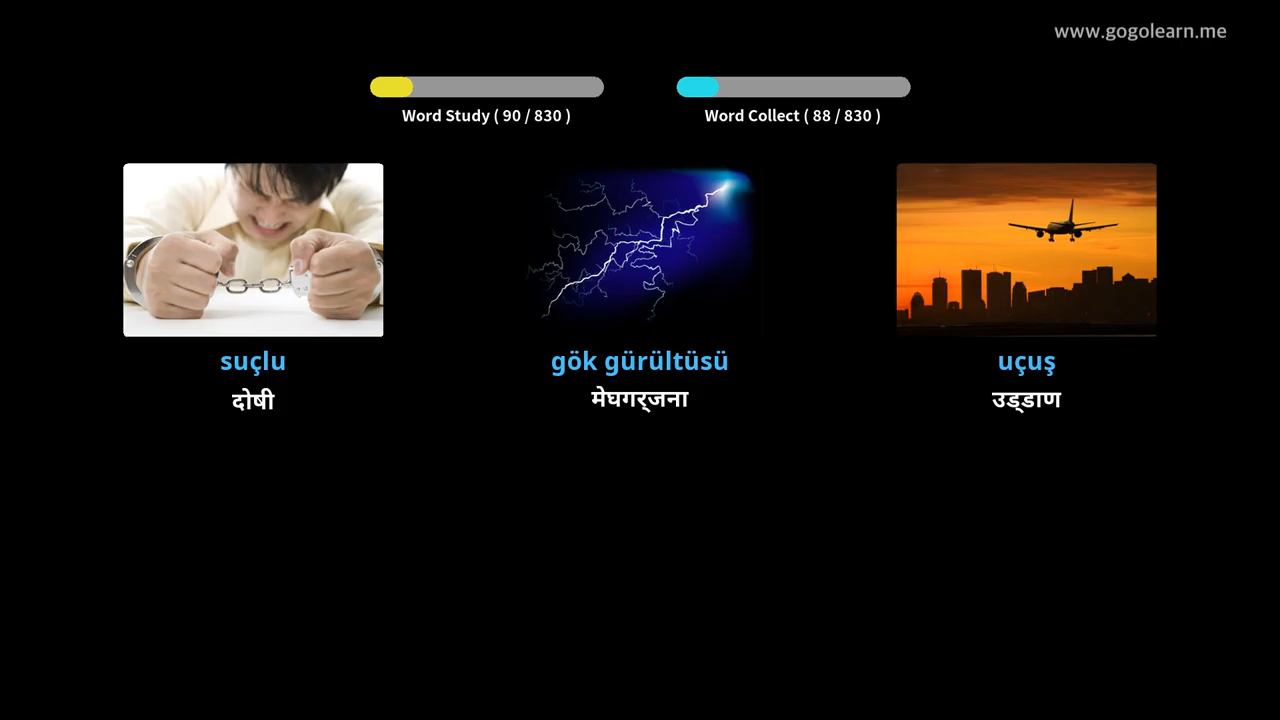 www.gogolearn.me
Word Study ( 90 / 830 )
Word Collect ( 88 / 830 )
suçlu
gök gürültüsü
uçuş
दोषी
मेघगर्जना
उड्डाण